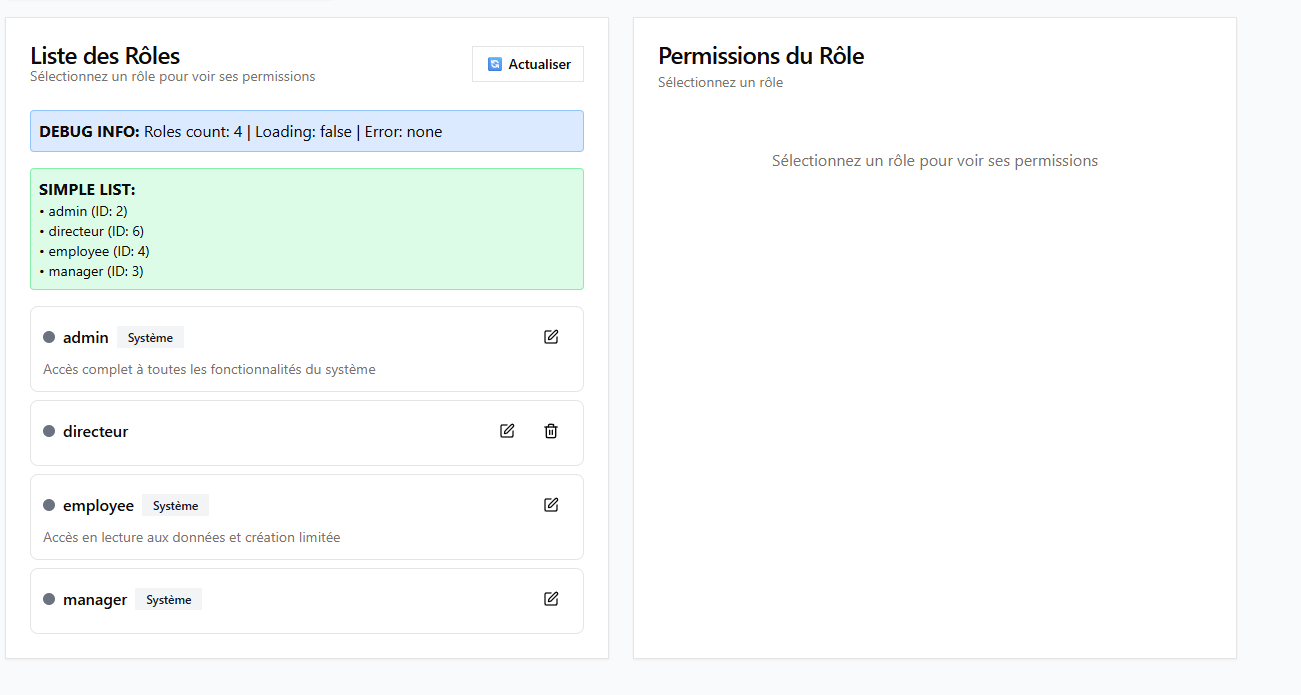 Liste des Rôles
Sélectionnez un rôle pour voir ses permissions
Actualiser
DEBUG INFO: Roles count: 4 | Loading: false | Error: none
SIMPLE LIST:
• admin (ID: 2)
• directeur (ID: 6)
• employee (ID: 4)
• manager (ID: 3)
admin Système
Accès complet à toutes les fonctionnalités du système
directeur
employee Système
Accès en lecture aux données et création limitée
manager Système
Permissions du Rôle
Sélectionnez un rôle
Sélectionnez un rôle pour voir ses permissions